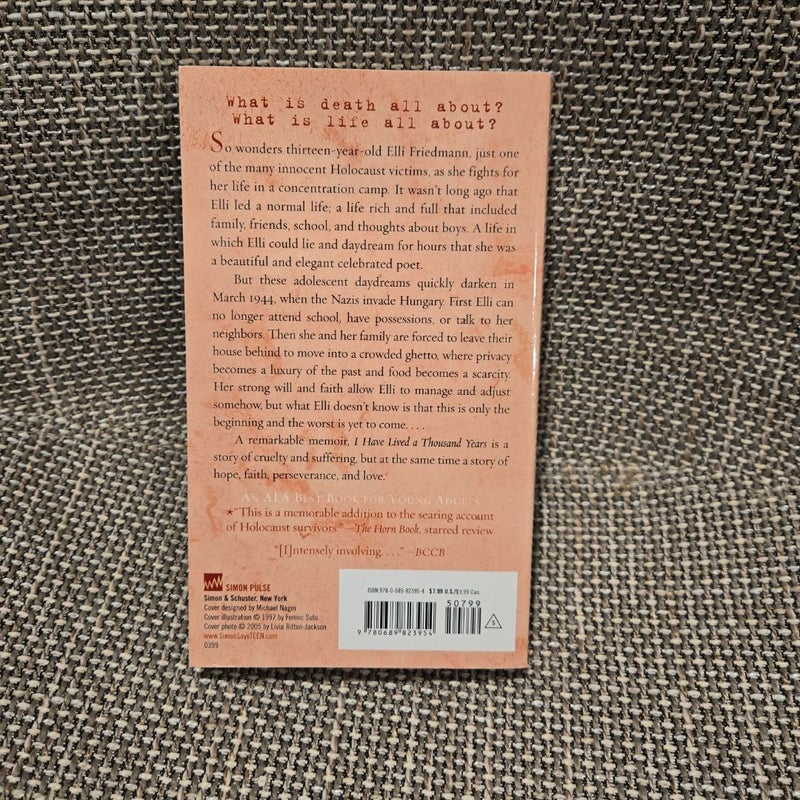 What is death all about?
What is life all about?
So wonders thirteen-year-old Elli Friedmann, just one
of the many innocent Holocaust victims, as she fights for
her life in a concentration camp. It wasn't long ago that
Elli led a normal life; a life rich and full that included
family, friends, school, and thoughts about boys. A life in
which Elli could lie and daydream for hours that she was
a beautiful and elegant celebrated poet.
But these adolescent daydreams quickly darken in
March 1944, when the Nazis invade Hungary. First Elli can
no longer attend school, have possessions, or talk to her
neighbors. Then she and her family are forced to leave their
house behind to move into a crowded ghetto, where privacy
becomes a luxury of the past and food becomes a scarcity.
Her strong will and faith allow Elli to manage and adjust
somehow, but what Elli doesn't know is that this is only the
beginning and the worst is yet to come. . . .
A remarkable memoir, I Have Lived a Thousand Years is a
story of cruelty and suffering, but at the same time a story of
hope, faith, perseverance, and love.
AN ALA BEST BOOK FOR YOUNG ADULTS
★"This is a memorable addition to the searing account
of Holocaust survivors."—The Horn Book, starred review
"[I]ntensely involving. . . ."—BCCB
SIMON PULSE
Simon & Schuster, New York
Cover designed by Michael Nagin
Cover illustration © 1997 by Ferenc Suto
Cover photo © 2005 by Livia Bitton-Jackson
www.SimonSaysTEEN.com
0399
ISBN 978-0-689-82395-4 $7.99 U.S./$9.99 Can.
50799
9 780689 823954
S